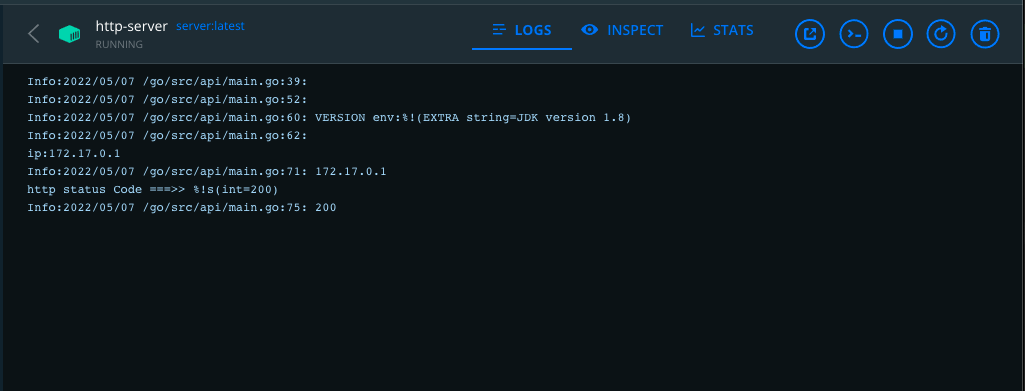 http-server server:latest
RUNNING
LOGS INSPECT STATS
Info:2022/05/07 /go/src/api/main.go:39:
Info:2022/05/07 /go/src/api/main.go:52:
Info:2022/05/07 /go/src/api/main.go:60: VERSION env:%!(EXTRA string=JDK version 1.8)
Info:2022/05/07 /go/src/api/main.go:62:
ip:172.17.0.1
Info:2022/05/07 /go/src/api/main.go:71: 172.17.0.1
http status Code ===>> %!s(int=200)
Info:2022/05/07 /go/src/api/main.go:75: 200